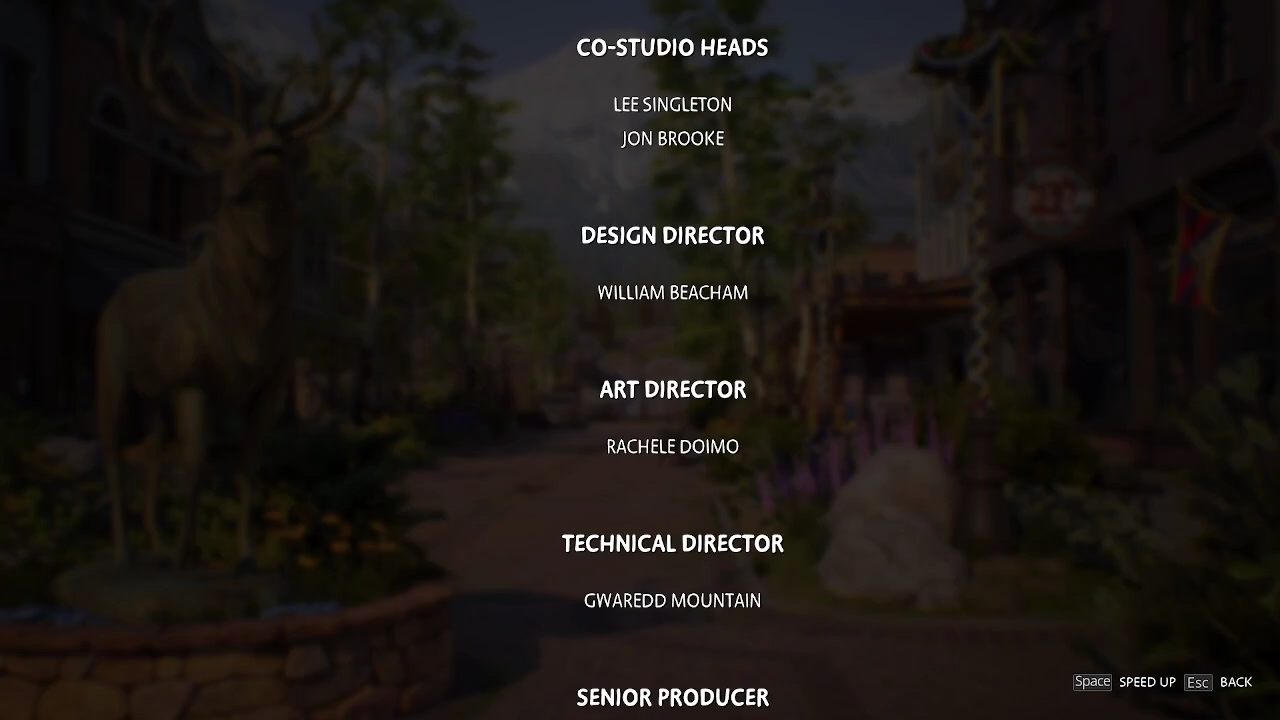 CO-STUDIO HEADS
LEE SINGLETON
JON BROOKE
DESIGN DIRECTOR
WILLIAM BEACHAM
ART DIRECTOR
RACHELE DOIMO
TECHNICAL DIRECTOR
GWAREDD MOUNTAIN
SENIOR PRODUCER
Space SPEED UP Esc BACK